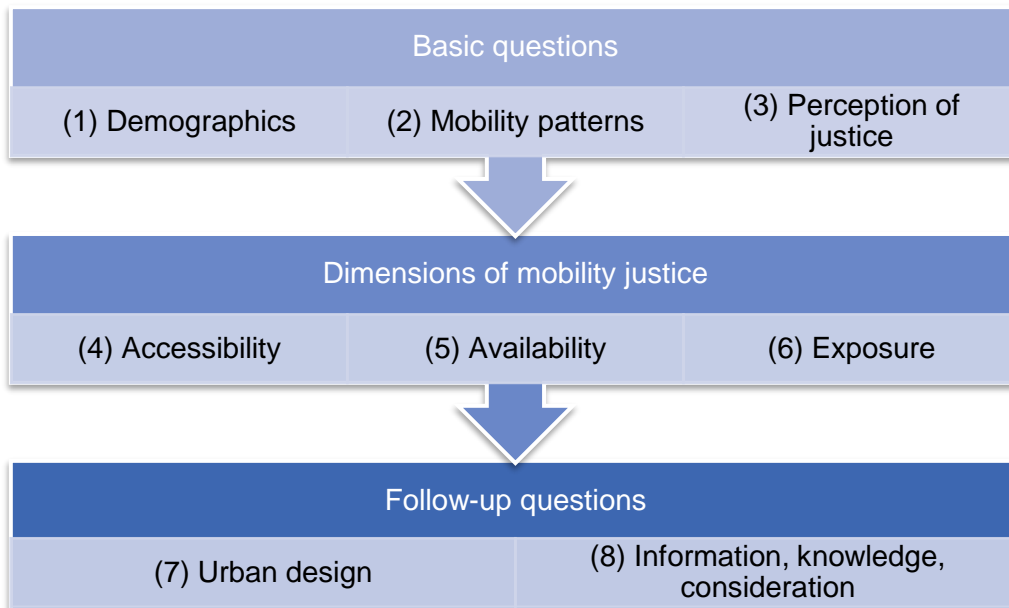 Basic questions
(1) Demographics
(2) Mobility patterns
(3) Perception of
justice
Dimensions of mobility justice
(4) Accessibility
(5) Availability
(6) Exposure
Follow-up questions
(7) Urban design
(8) Information, knowledge,
consideration